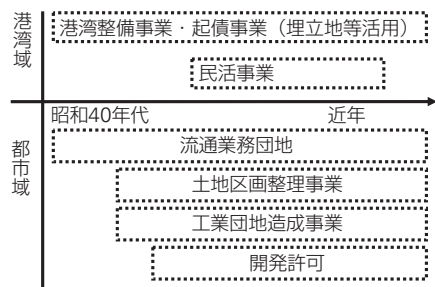 港湾域
港湾整備事業・起債事業（埋立地等活用）
民活事業
昭和40年代
近年
都市域
流通業務団地
土地区画整理事業
工業団地造成事業
開発許可